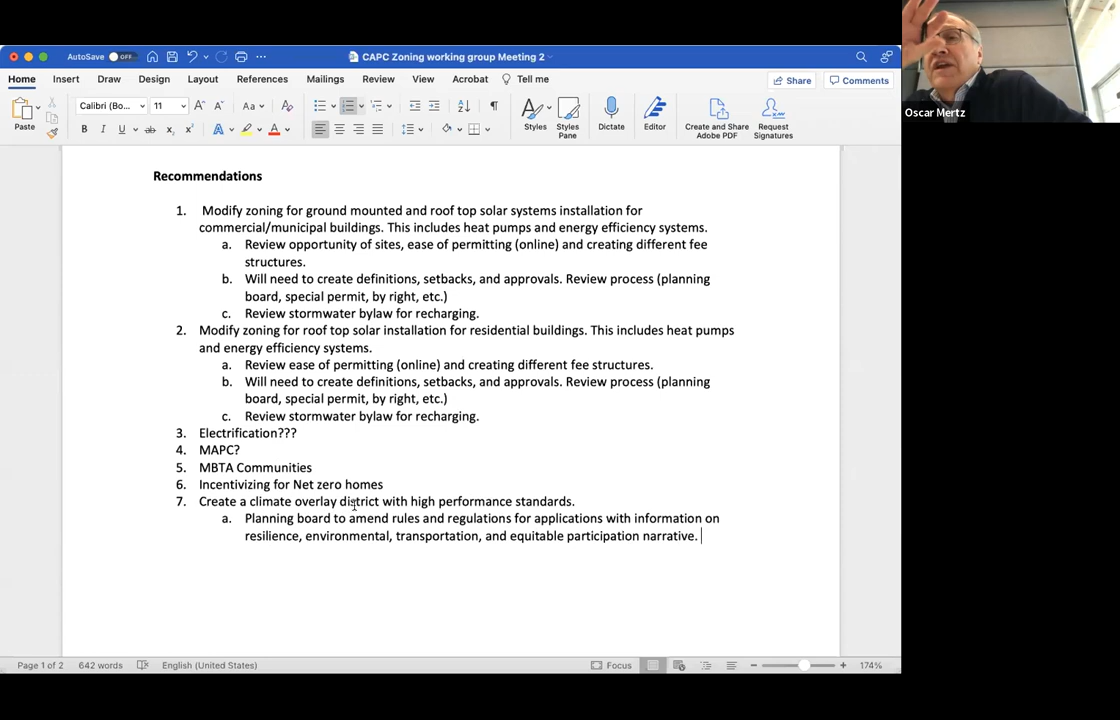 AutoSave OFF
CAPC Zoning working group Meeting 2
Home Insert Draw Design Layout References Mailings Review View Acrobat Tell me
Share Comments
Paste
Calibri (Bo... 11
Styles
Styles Pane
Dictate
Editor
Create and Share Adobe PDF
Request Signatures
Oscar Mertz
Recommendations
1. Modify zoning for ground mounted and roof top solar systems installation for
commercial/municipal buildings. This includes heat pumps and energy efficiency systems.
a. Review opportunity of sites, ease of permitting (online) and creating different fee
structures.
b. Will need to create definitions, setbacks, and approvals. Review process (planning
board, special permit, by right, etc.)
c. Review stormwater bylaw for recharging.
2. Modify zoning for roof top solar installation for residential buildings. This includes heat pumps
and energy efficiency systems.
a. Review ease of permitting (online) and creating different fee structures.
b. Will need to create definitions, setbacks, and approvals. Review process (planning
board, special permit, by right, etc.)
c. Review stormwater bylaw for recharging.
3. Electrification???
4. MAPC?
5. MBTA Communities
6. Incentivizing for Net zero homes
7. Create a climate overlay district with high performance standards.
a. Planning board to amend rules and regulations for applications with information on
resilience, environmental, transportation, and equitable participation narrative.
Page 1 of 2 642 words English (United States) Focus 174%